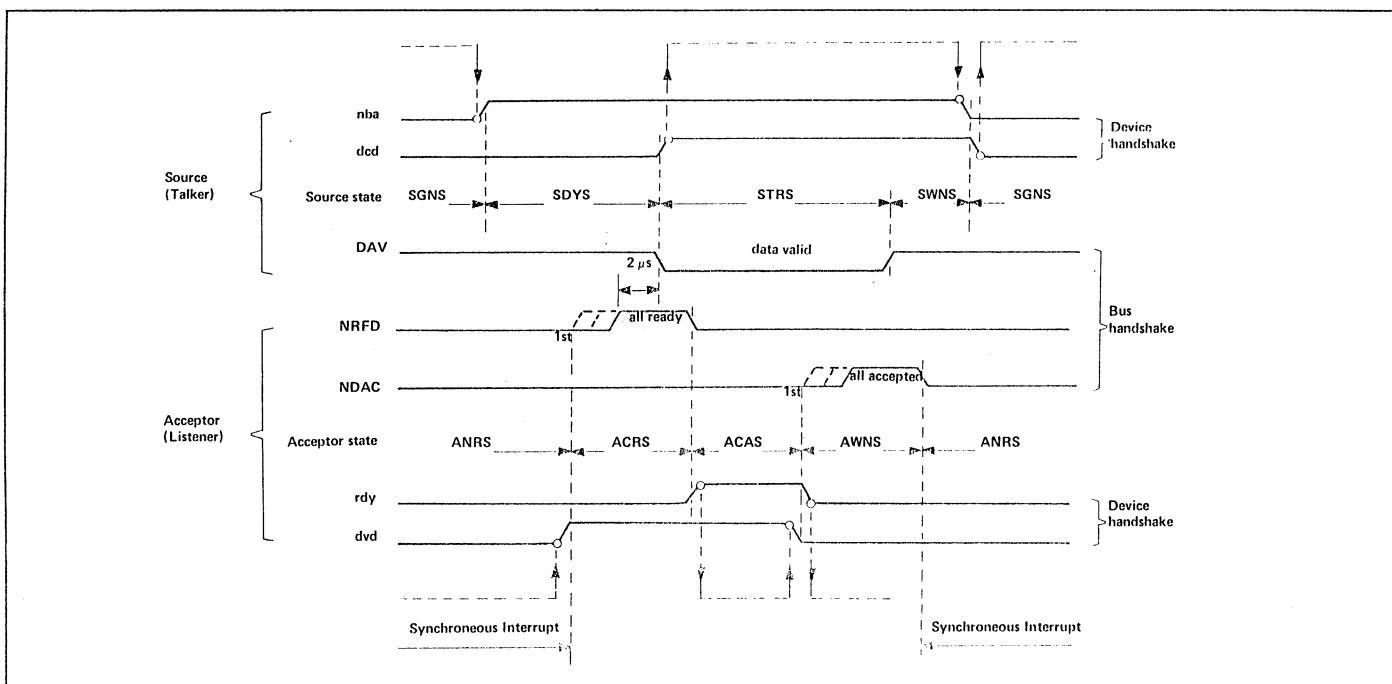 nba
dcd
Device
handshake
Source
(Talker)
Source state
SGNS
SDYS
STRS
SWNS
SGNS
DAV
data valid
2 μs
NRFD
1st
all ready
Bus
handshake
NDAC
1st
all accepted
Acceptor
(Listener)
Acceptor state
ANRS
ACRS
ACAS
AWNS
ANRS
rdy
dvd
Device
handshake
Synchroneous Interrupt
Synchroneous Interrupt